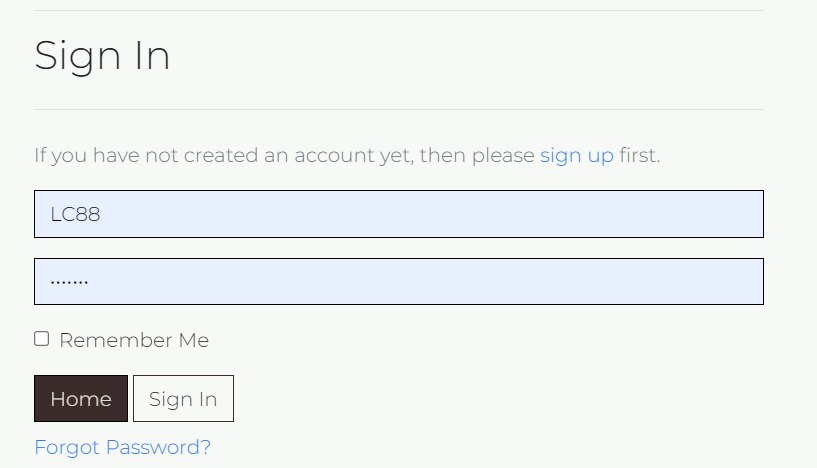 Sign In
If you have not created an account yet, then please sign up first.
LC88
•••••••
Remember Me
Home Sign In
Forgot Password?